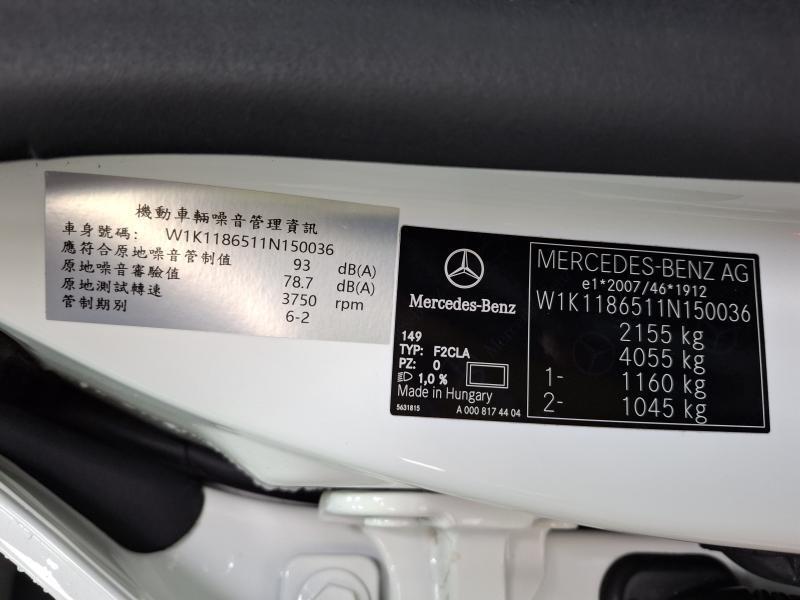 機動車輛噪音管理資訊
車身號碼: W1K1186511N150036
應符合原地噪音管制值 93 dB(A)
原地噪音審驗值 78.7 dB(A)
原地測試轉速 3750 rpm
管制期別 6-2
Mercedes-Benz
149
TYP: F2CLA
PZ: 0
1,0 %
Made in Hungary
5631815 A 000 817 44 04
MERCEDES-BENZ AG
e1*2007/46*1912
W1K1186511N150036
2155 kg
4055 kg
1- 1160 kg
2- 1045 kg